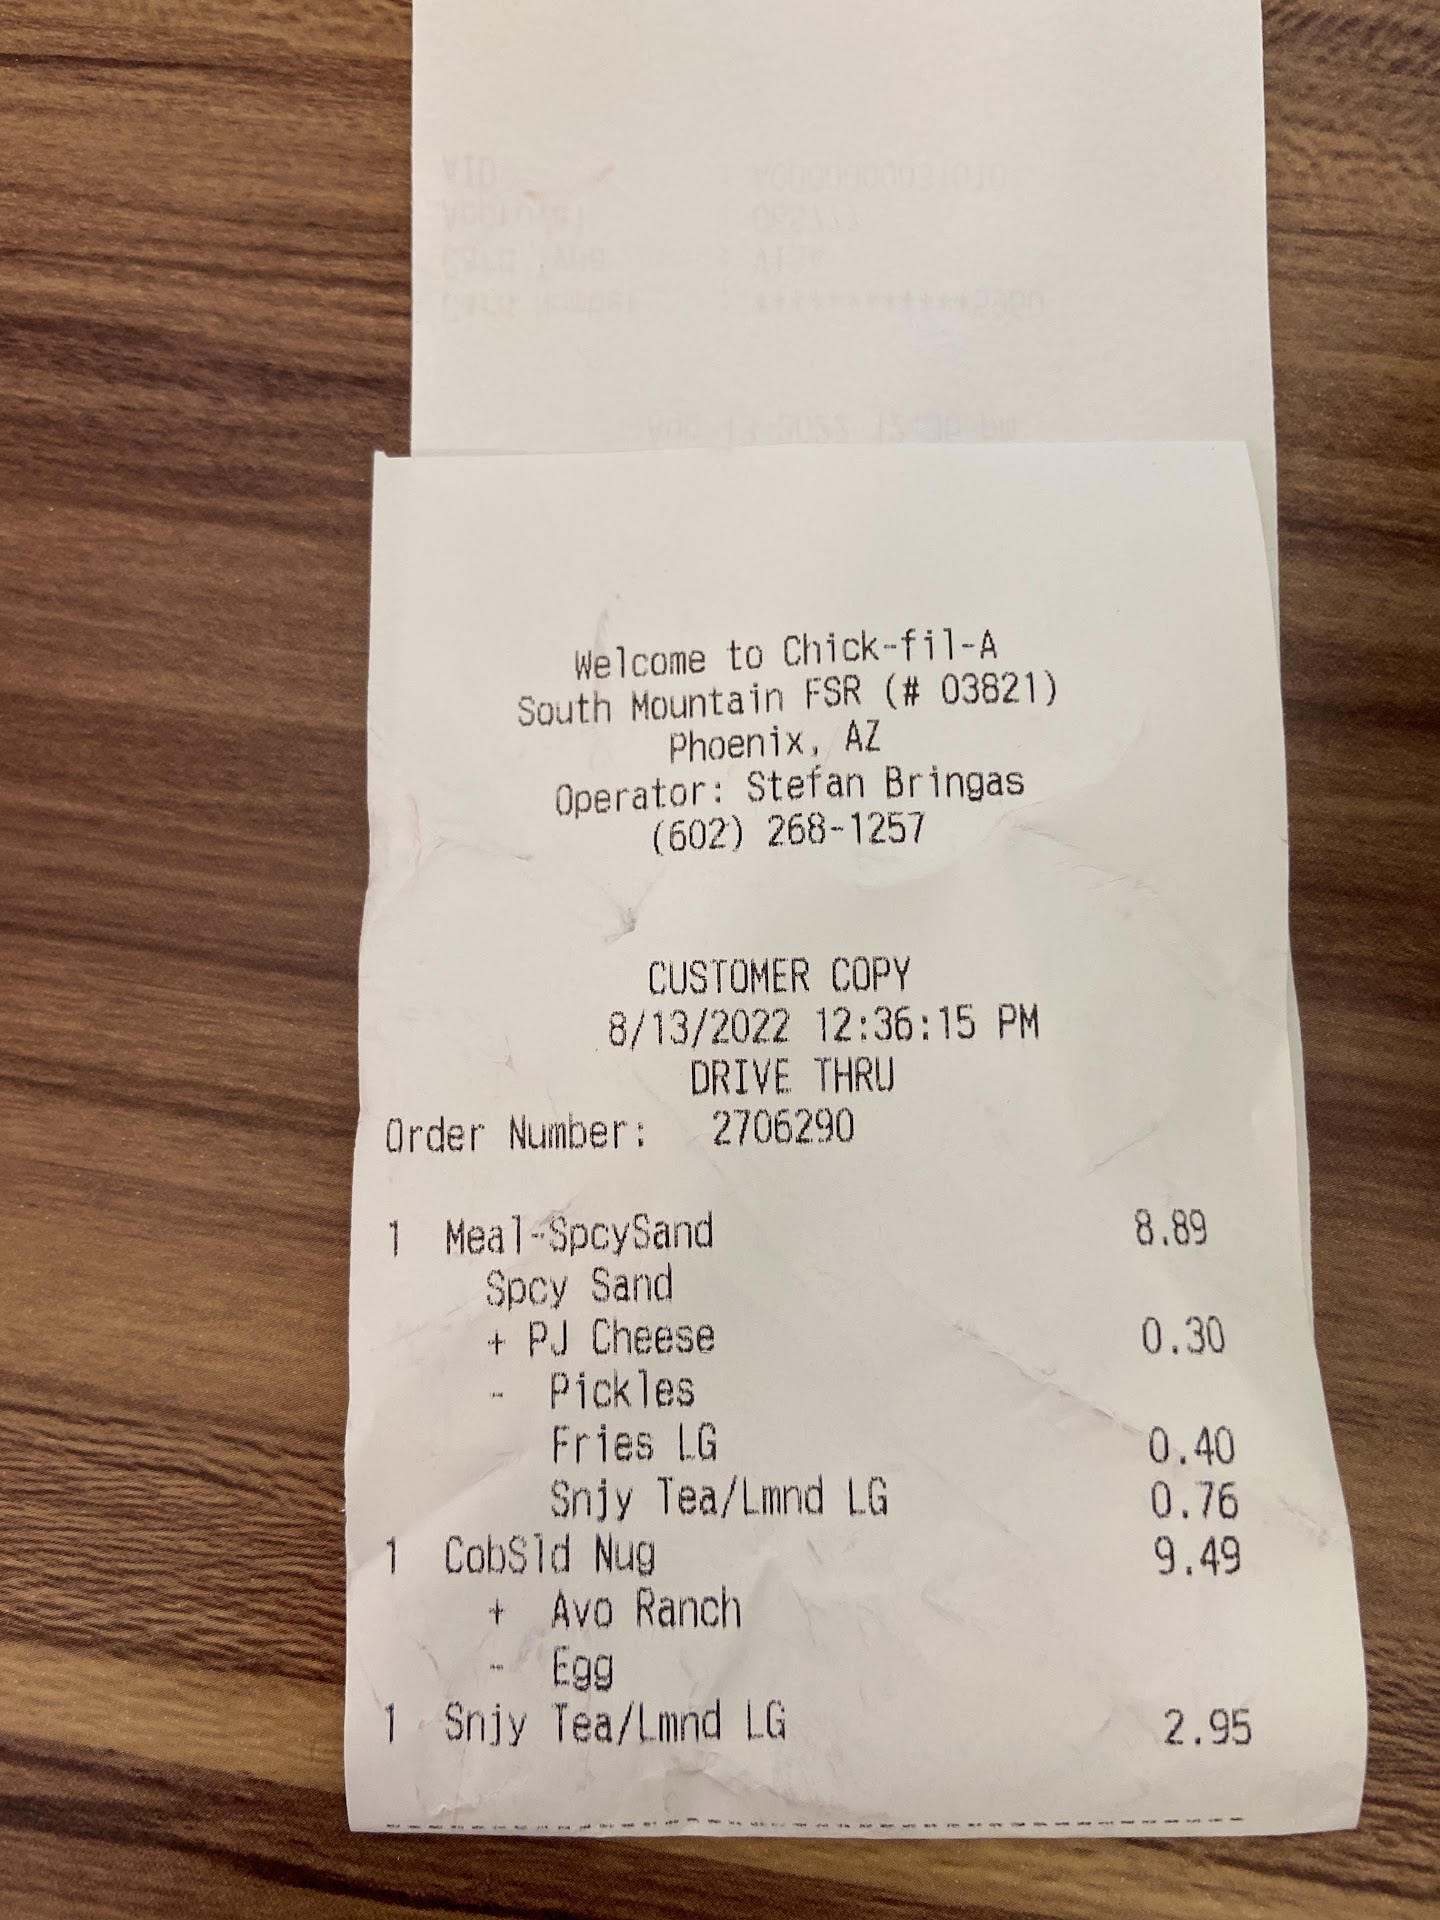 Welcome to Chick-fil-A
South Mountain FSR (# 03821)
Phoenix, AZ
Operator: Stefan Bringas
(602) 268-1257
CUSTOMER COPY
8/13/2022 12:36:15 PM
DRIVE THRU
Order Number: 2706290
1 Meal-SpcySand 8.89
Spcy Sand
+ PJ Cheese 0.30
- Pickles
Fries LG 0.40
Snjy Tea/Lmnd LG 0.76
1 CobSld Nug 9.49
+ Avo Ranch
- Egg
1 Snjy Tea/Lmnd LG 2.95